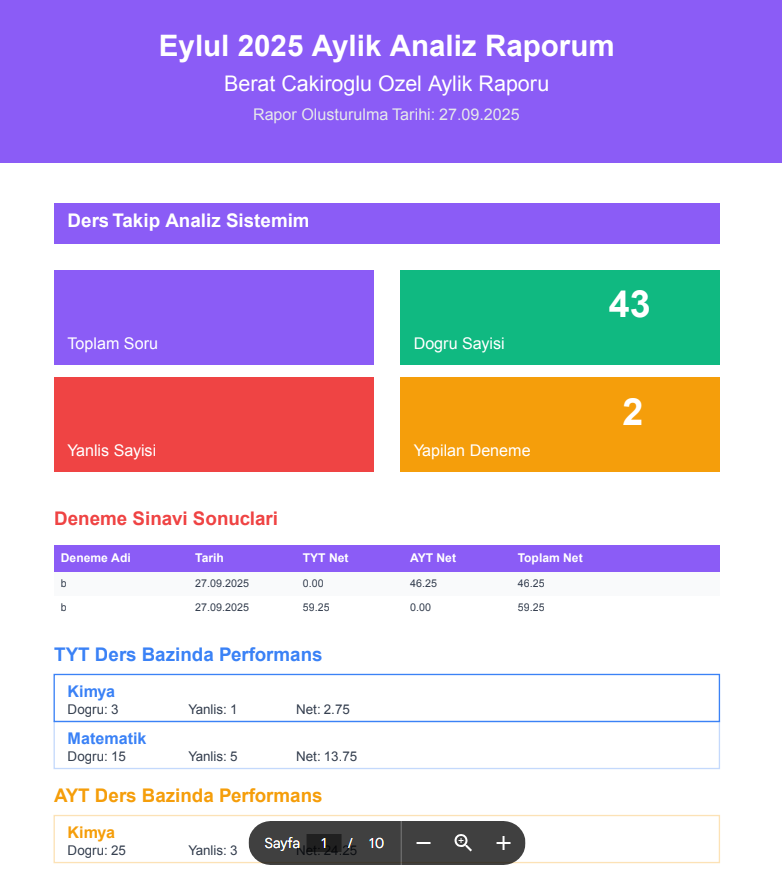 Eylul 2025 Aylik Analiz Raporum
Berat Cakiroglu Ozel Aylik Raporu
Rapor Olusturulma Tarihi: 27.09.2025
Ders Takip Analiz Sistemim
Toplam Soru
43
Dogru Sayisi
Yanlis Sayisi
2
Yapilan Deneme
Deneme Sinavi Sonuclari
Deneme Adi Tarih TYT Net AYT Net Toplam Net
b 27.09.2025 0.00 46.25 46.25
b 27.09.2025 59.25 0.00 59.25
TYT Ders Bazinda Performans
Kimya
Dogru: 3 Yanlis: 1 Net: 2.75
Matematik
Dogru: 15 Yanlis: 5 Net: 13.75
AYT Ders Bazinda Performans
Kimya
Dogru: 25 Yanlis: 3 Net: 24.25
Sayfa 1 / 10